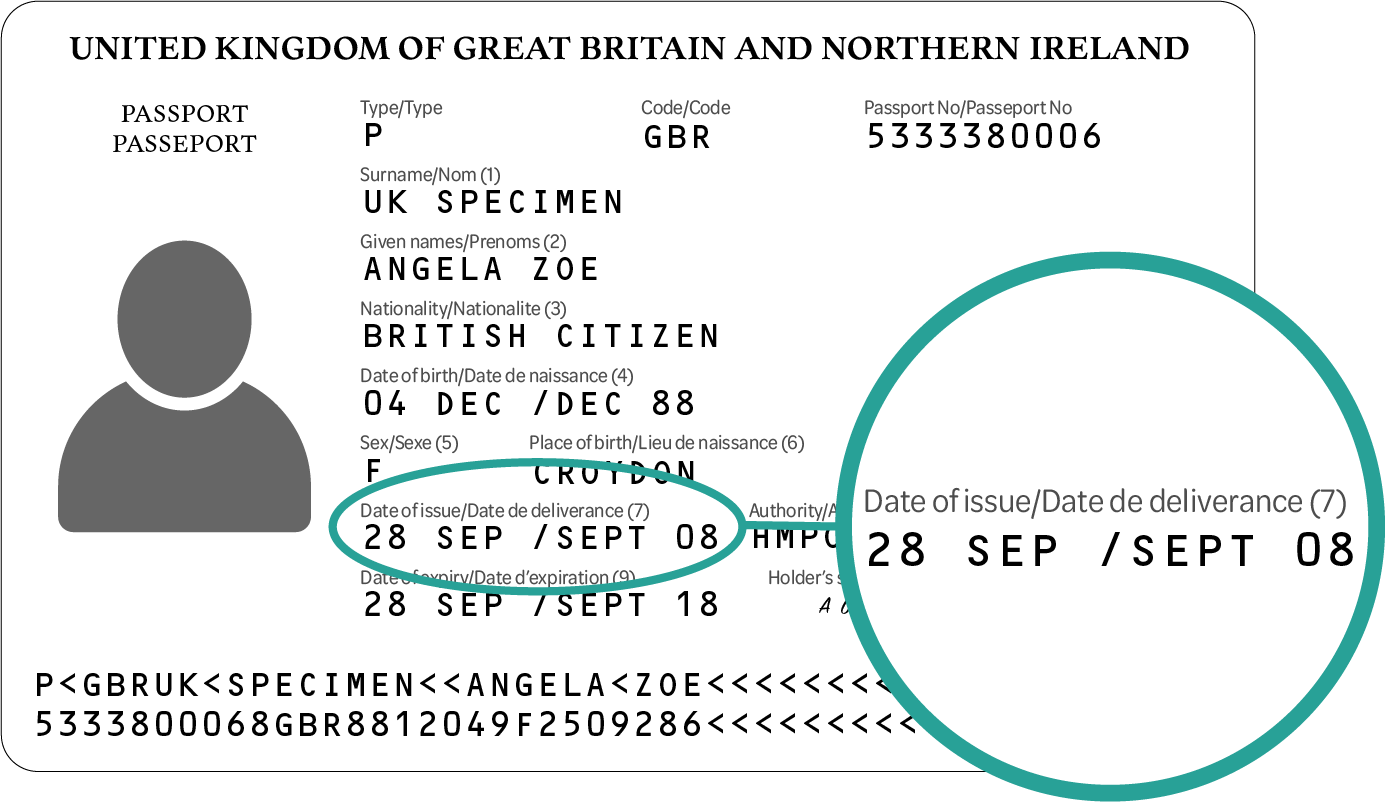 UNITED KINGDOM OF GREAT BRITAIN AND NORTHERN IRELAND
PASSPORT
PASSEPORT
Type/Type Code/Code Passport No/Passeport No
P GBR 5333380006
Surname/Nom (1)
UK SPECIMEN
Given names/Prenoms (2)
ANGELA ZOE
Nationality/Nationalite (3)
BRITISH CITIZEN
Date of birth/Date de naissance (4)
04 DEC /DEC 88
Sex/Sexe (5) Place of birth/Lieu de naissance (6)
F CROYDON
Date of issue/Date de deliverance (7) Authority/A
28 SEP /SEPT 08 HMPO
Date of expiry/Date d'expiration (9) Holder's s
28 SEP /SEPT 18
Date of issue/Date de deliverance (7)
28 SEP /SEPT 08
P<GBRUK<SPECIMEN<<ANGELA<ZOE<<<<<<<<
5333800068GBR8812049F2509286<<<<<<<<<